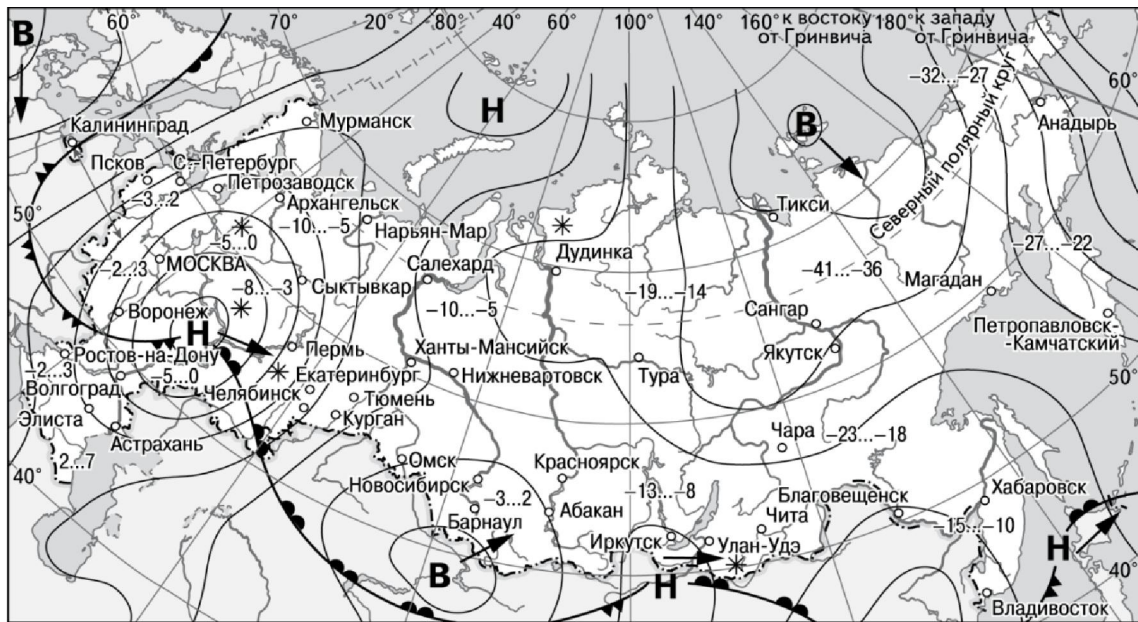 60°
70°
20°
40°
60°
80°
100°
120°
140°
160°
к востоку
от Гринвича
180°
к западу
от Гринвича
В
Н
−32...−27
60°
Северный полярный круг
Анадырь
Мурманск
Калининград
В
Псков
С.–Петербург
Петрозаводск
−3...2
Архангельск
Тикси
50°
−10...−5
Нарьян-Мар
−27...−22
−5...0
Дудинка
−2...3
МОСКВА
Салехард
−41...−36
Магадан
−8...−3
Сыктывкар
−19...−14
−10...−5
Сангар
Воронеж
Петропавловск-
-Камчатский
Н
Пермь
Ханты-Мансийск
Якутск
Ростов-на-Дону
−2...3
Екатеринбург
Нижневартовск
Тура
−5...0
Волгоград
Челябинск
Тюмень
50°
Элиста
Курган
Астрахань
Чара
−23...−18
2...7
Омск
Красноярск
40°
Новосибирск
−13...−8
Благовещенск
Хабаровск
−3...2
Барнаул
Абакан
Чита
−15...−10
Иркутск
Улан-Удэ
Н
В
Н
40°
Владивосток
80°
100°
120°